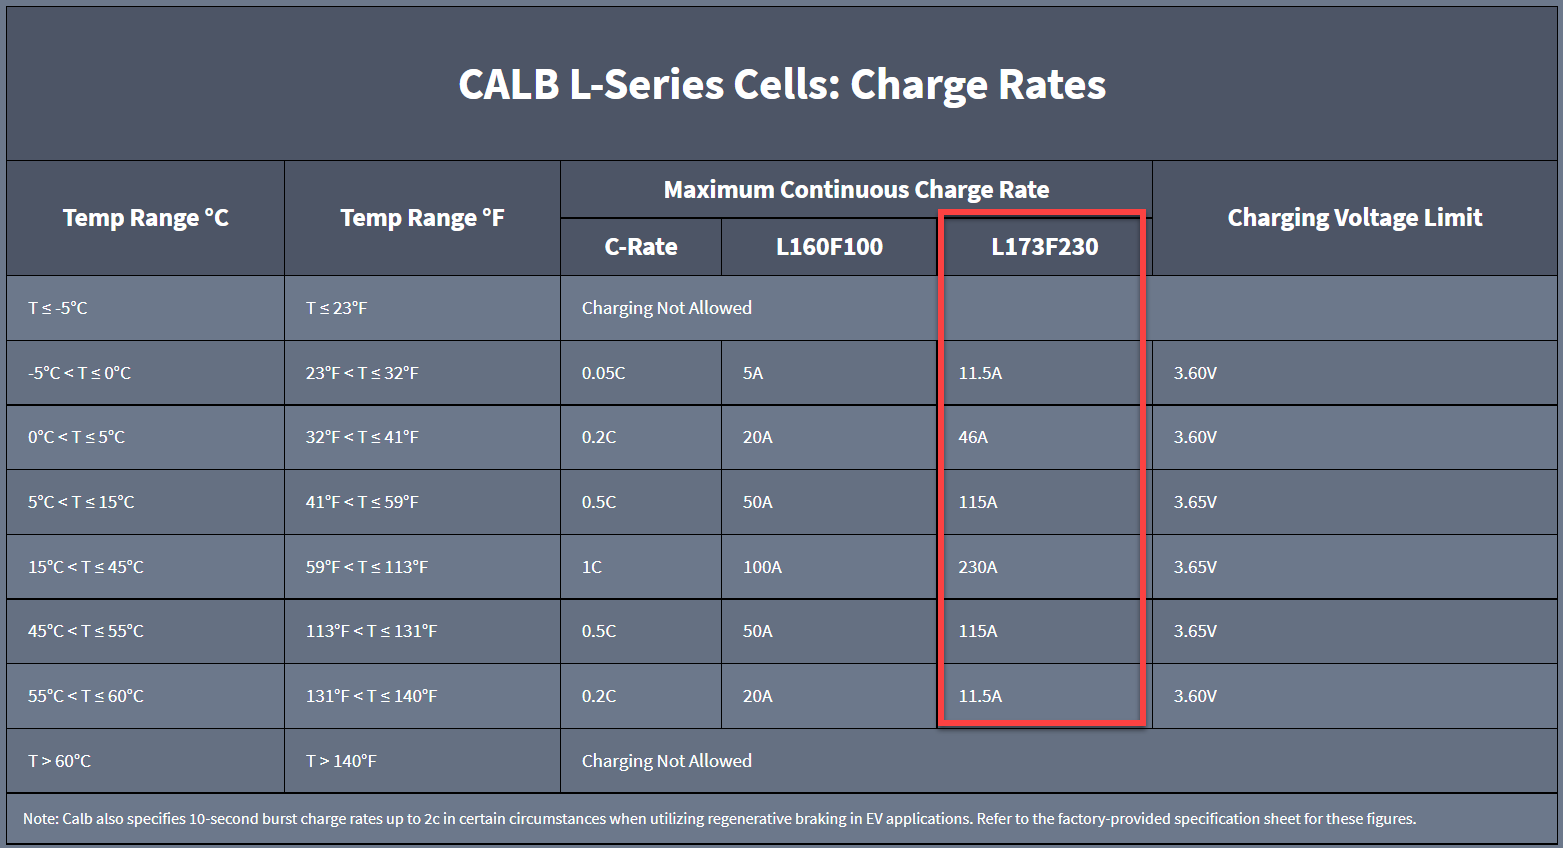 CALB L-Series Cells: Charge Rates
Temp Range °C
Temp Range °F
Maximum Continuous Charge Rate
C-Rate
L160F100
L173F230
Charging Voltage Limit
T ≤ -5°C
T ≤ 23°F
Charging Not Allowed
-5°C < T ≤ 0°C
23°F < T ≤ 32°F
0.05C
5A
11.5A
3.60V
0°C < T ≤ 5°C
32°F < T ≤ 41°F
0.2C
20A
46A
3.60V
5°C < T ≤ 15°C
41°F < T ≤ 59°F
0.5C
50A
115A
3.65V
15°C < T ≤ 45°C
59°F < T ≤ 113°F
1C
100A
230A
3.65V
45°C < T ≤ 55°C
113°F < T ≤ 131°F
0.5C
50A
115A
3.65V
55°C < T ≤ 60°C
131°F < T ≤ 140°F
0.2C
20A
11.5A
3.60V
T > 60°C
T > 140°F
Charging Not Allowed
Note: Calb also specifies 10-second burst charge rates up to 2c in certain circumstances when utilizing regenerative braking in EV applications. Refer to the factory-provided specification sheet for these figures.